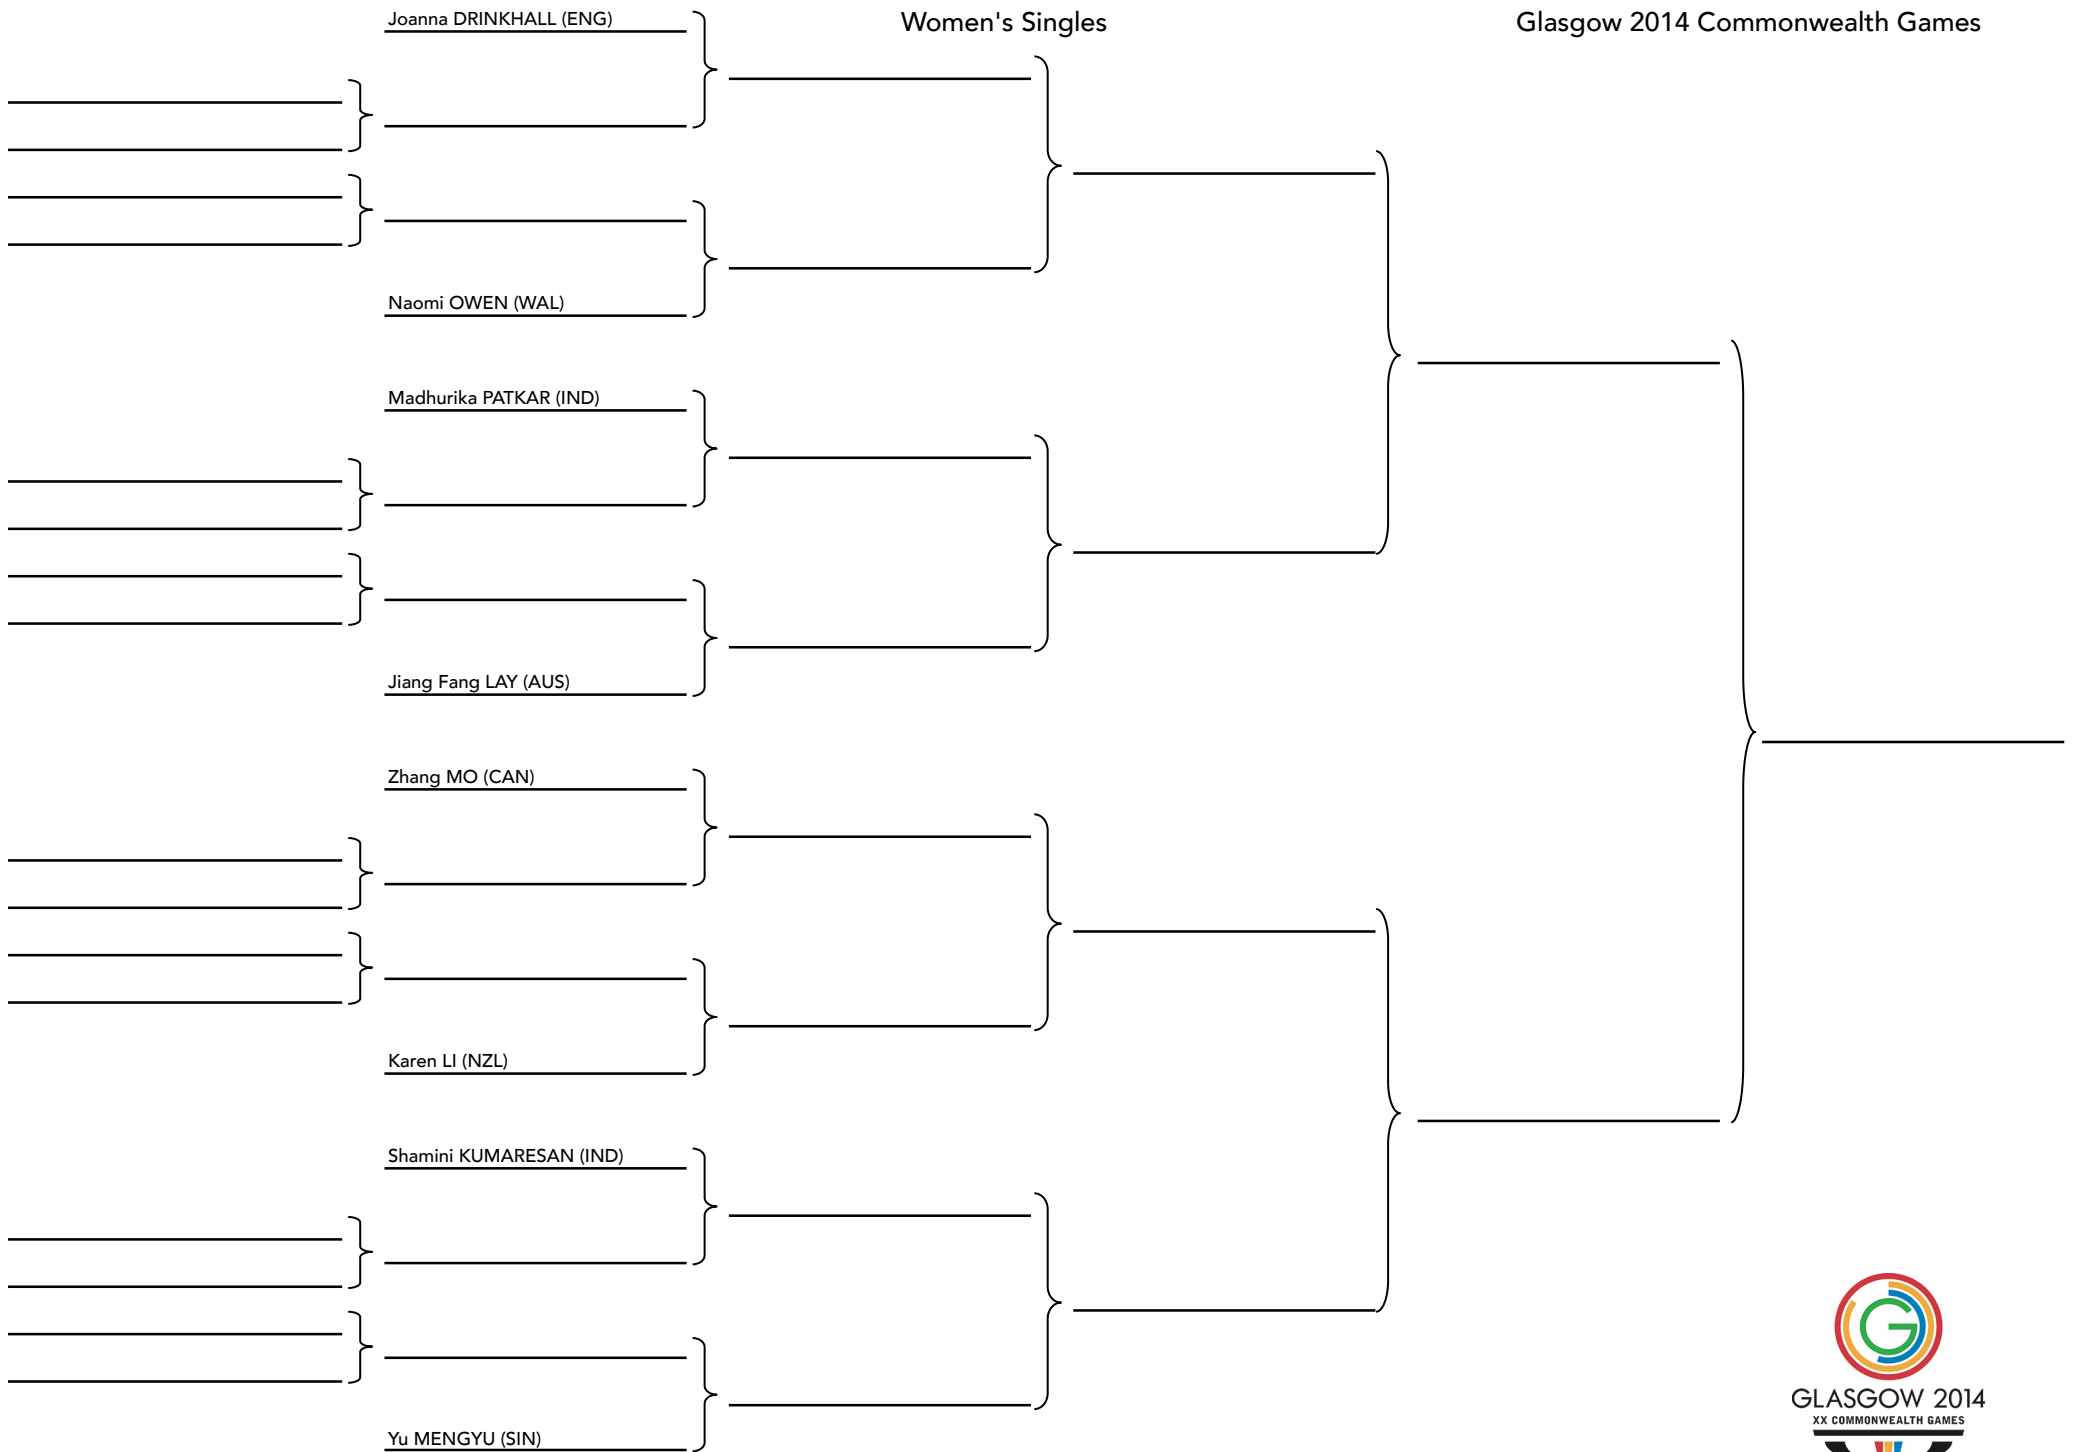 Joanna DRINKHALL (ENG)
Women's Singles
Glasgow 2014 Commonwealth Games
Naomi OWEN (WAL)
Madhurika PATKAR (IND)
Jiang Fang LAY (AUS)
Zhang MO (CAN)
Karen LI (NZL)
Shamini KUMARESAN (IND)
Yu MENGYU (SIN)
G
GLASGOW 2014
XX COMMONWEALTH GAMES